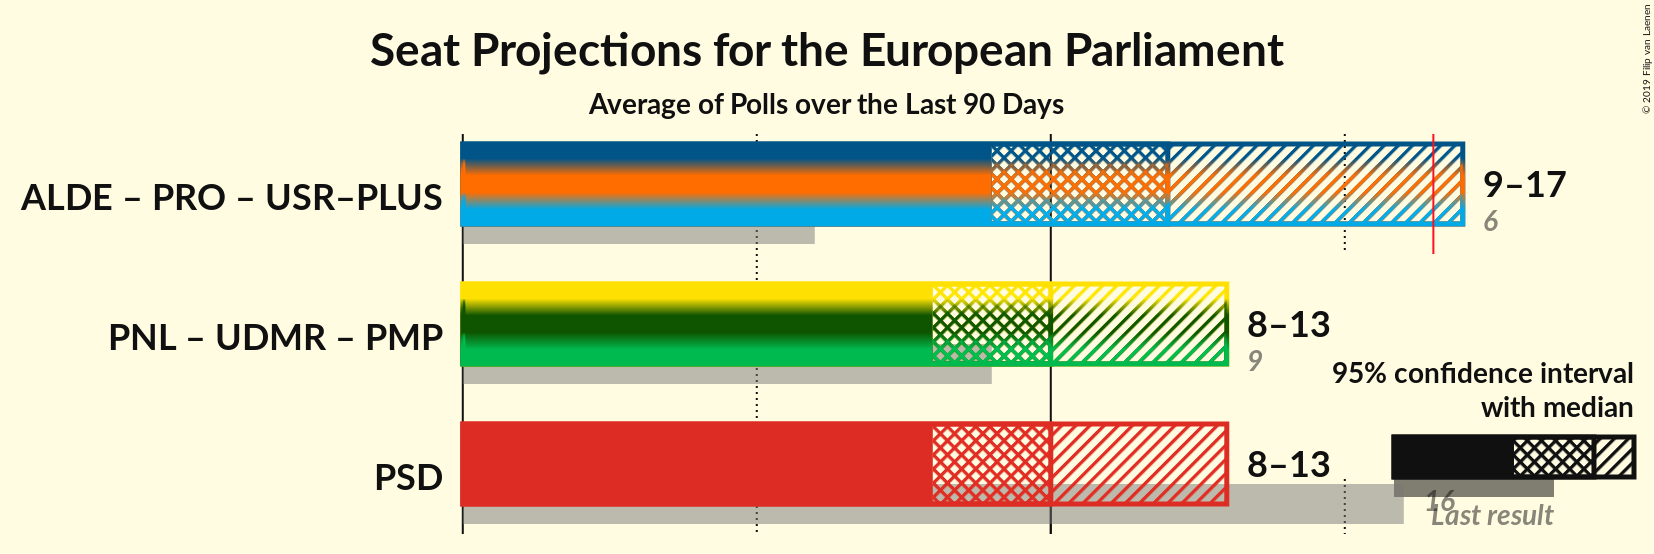 Seat Projections for the European Parliament
Average of Polls over the Last 90 Days
© 2019 Filip van Laenen
ALDE – PRO – USR–PLUS
9–17
6
PNL – UDMR – PMP
8–13
9
PSD
8–13
16
95% confidence interval
with median
Last result